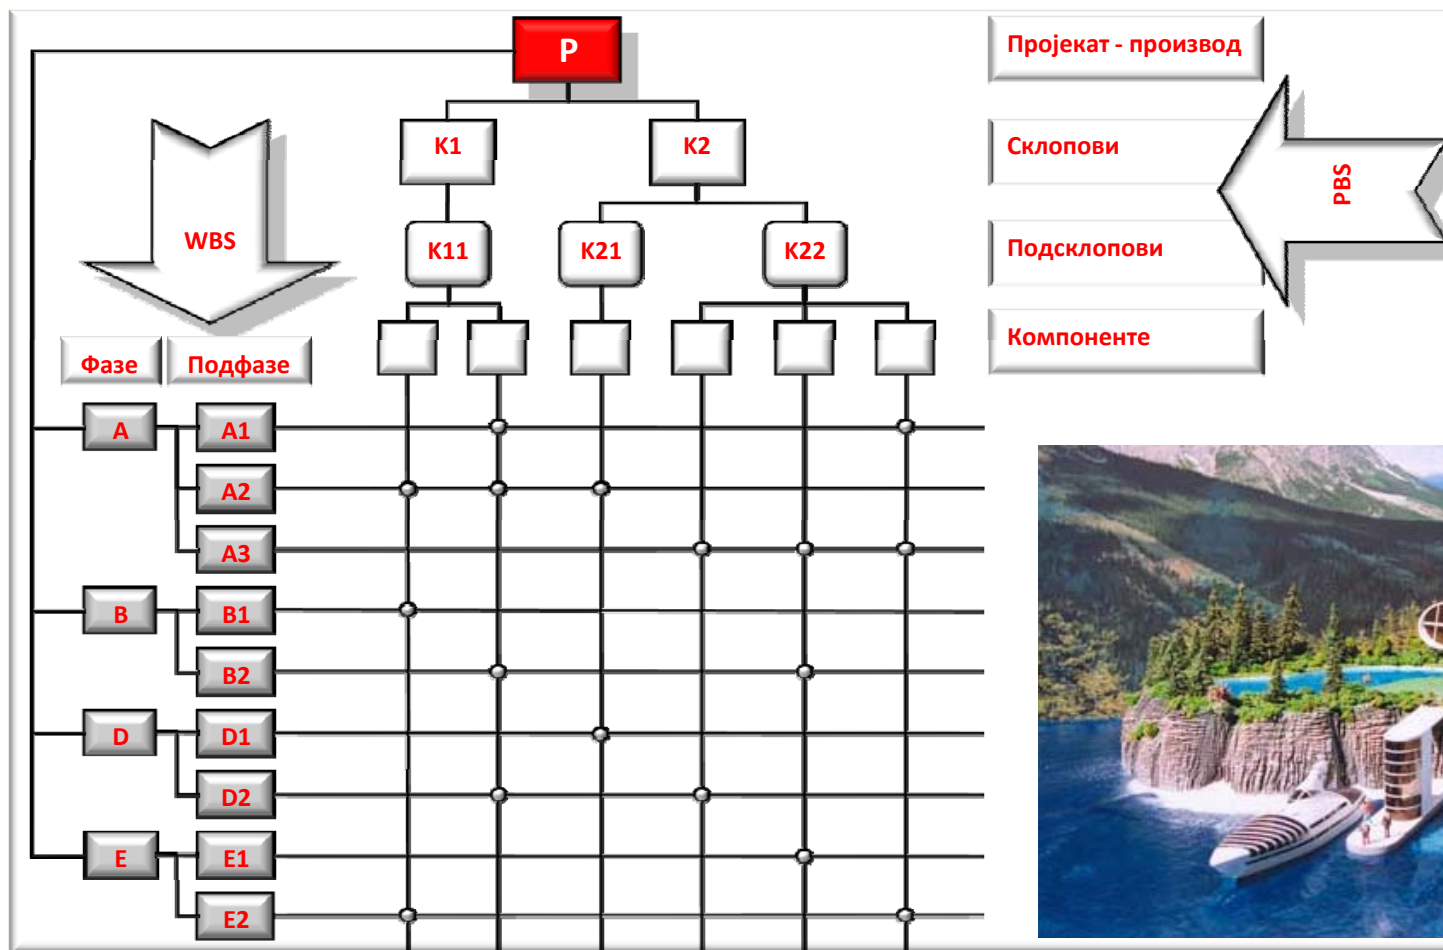 P
Пројекат - производ
K1
K2
Склопови
PBS
WBS
K11
K21
K22
Подсклопови
Компоненте
Фазе
Подфазе
A
A1
A2
A3
B
B1
B2
D
D1
D2
E
E1
E2